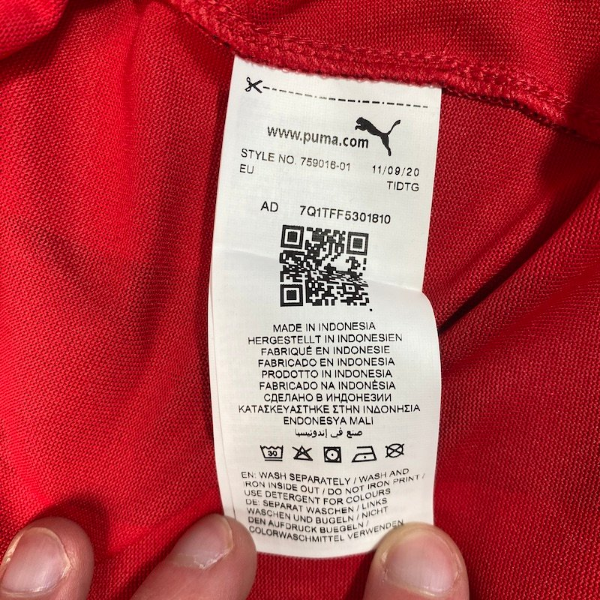 www.puma.com
STYLE NO. 759016-01 11/09/20
EU TIDTG
AD 7Q1TFF5301810
MADE IN INDONESIA
HERGESTELLT IN INDONESIEN
FABRIQUÉ EN INDONESIE
FABRICADO EN INDONESIA
PRODOTTO IN INDONESIA
FABRICADO NA INDONÉSIA
СДЕЛАНО В ИНДОНЕЗИИ
ΚΑΤΑΣΚΕΥΑΣΤΗΚΕ ΣΤΗΝ ΙΝΔΟΝΗΣΙΑ
ENDONESYA MALI
صنع في إندونيسيا
30
EN: WASH SEPARATELY / WASH AND
IRON INSIDE OUT / DO NOT IRON PRINT /
USE DETERGENT FOR COLOURS
DE: SEPARAT WASCHEN / LINKS
WASCHEN UND BUGELN / NICHT
DEN AUFDRUCK BUEGELN /
COLORWASCHMITTEL VERWENDEN